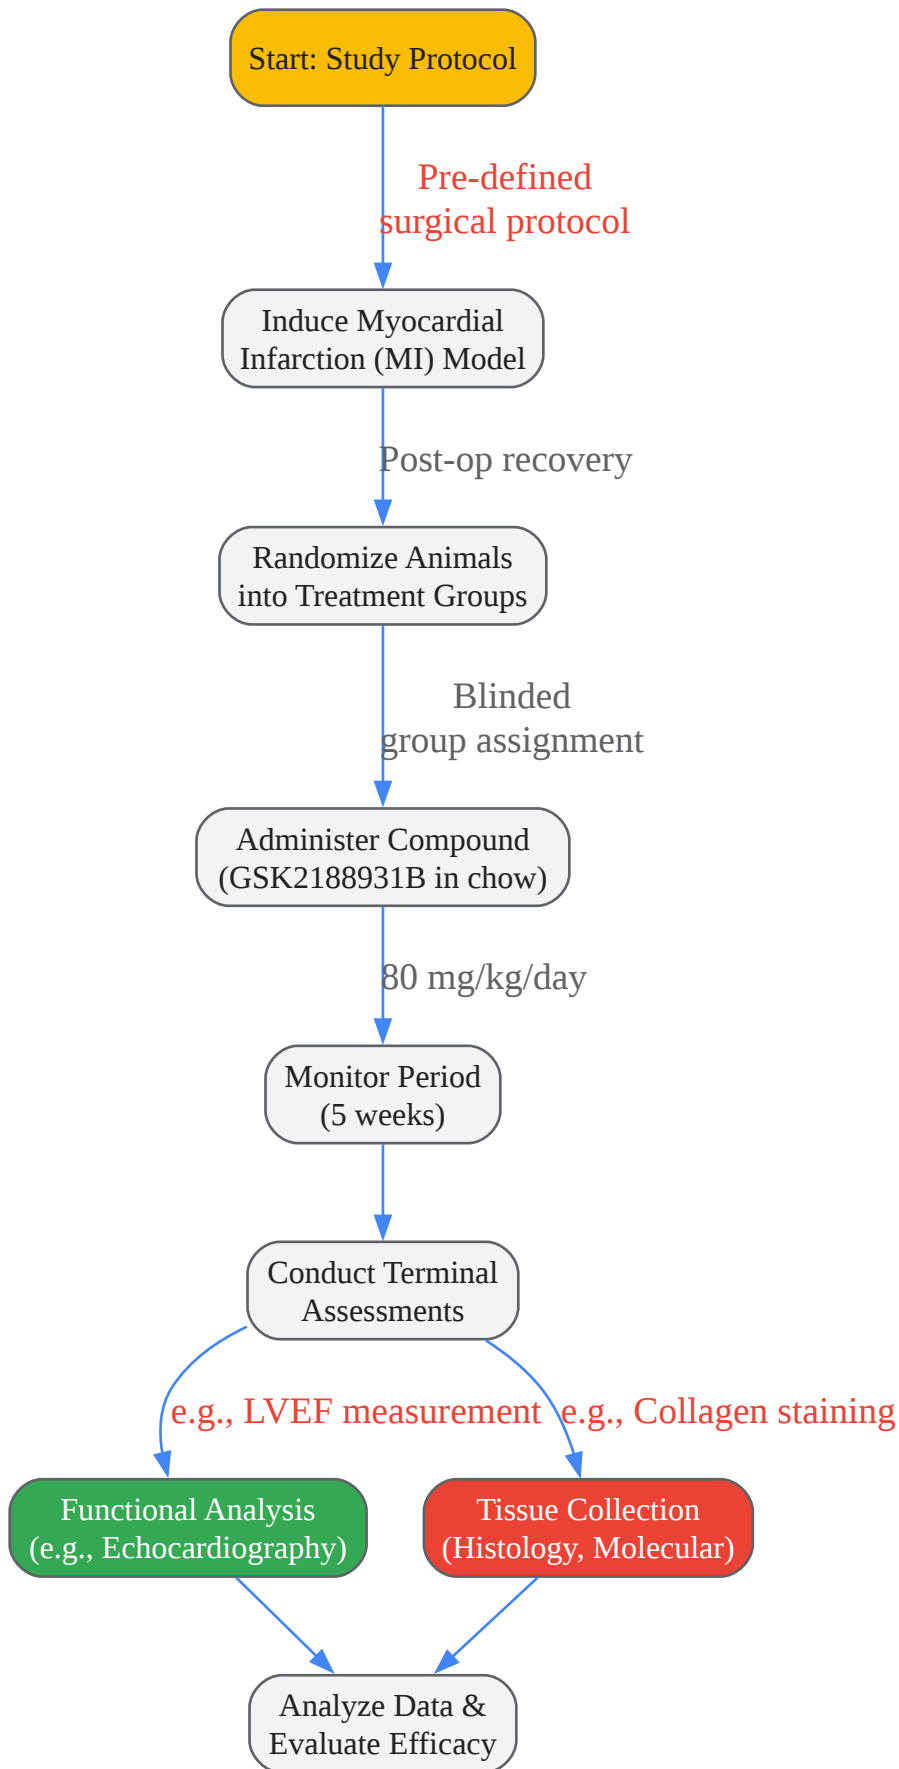 Start: Study Protocol
Pre-defined
surgical protocol
Induce Myocardial
Infarction (MI) Model
Post-op recovery
Randomize Animals
into Treatment Groups
Blinded
group assignment
Administer Compound
(GSK2188931B in chow)
80 mg/kg/day
Monitor Period
(5 weeks)
Conduct Terminal
Assessments
e.g., LVEF measurement
e.g., Collagen staining
Functional Analysis
(e.g., Echocardiography)
Tissue Collection
(Histology, Molecular)
Analyze Data &
Evaluate Efficacy